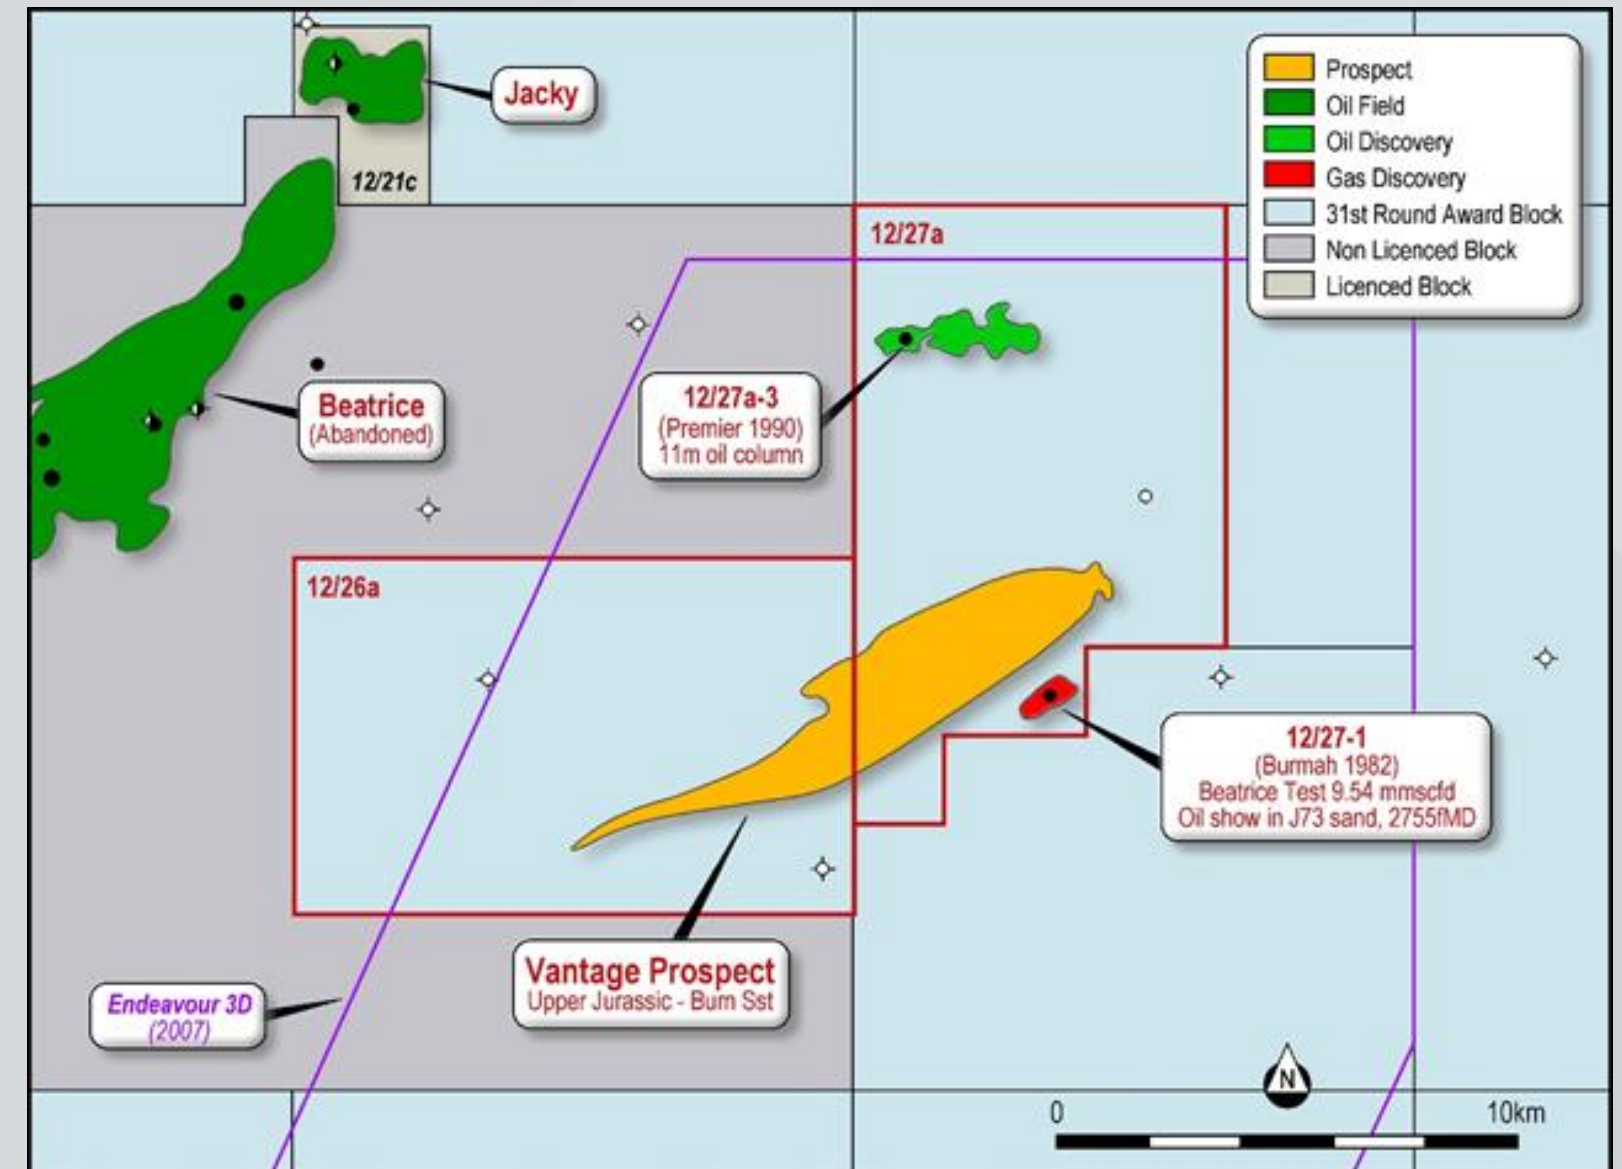 Jacky
12/21c
Prospect
Oil Field
Oil Discovery
Gas Discovery
31st Round Award Block
Non Licenced Block
Licenced Block
12/27a
Beatrice
(Abandoned)
12/27a-3
(Premier 1990)
11m oil column
12/26a
12/27-1
(Burmah 1982)
Beatrice Test 9.54 mmscfd
Oil show in J73 sand, 2755fMD
Vantage Prospect
Upper Jurassic - Burn Sst
Endeavour 3D
(2007)
N
0 10km